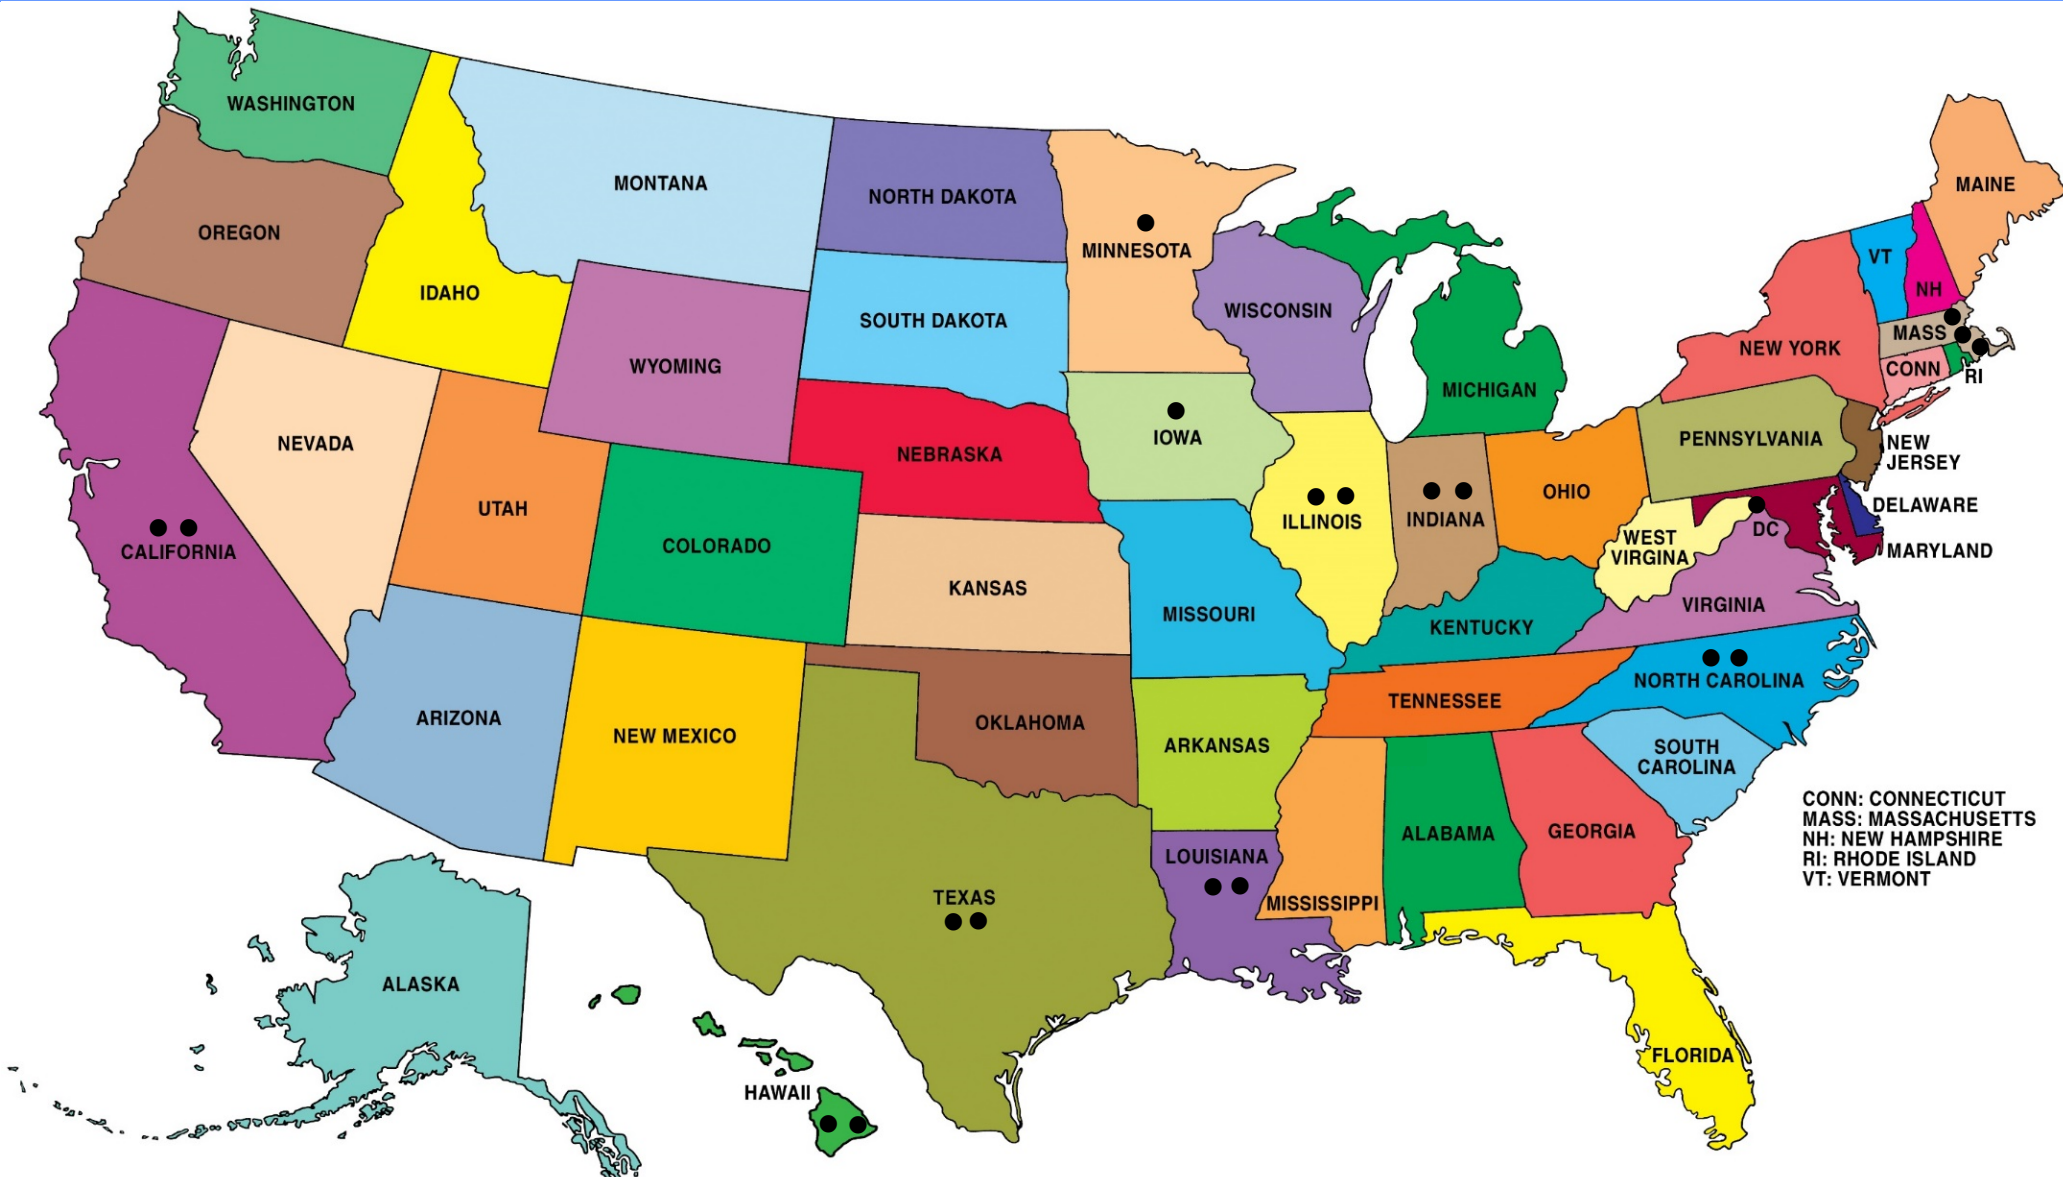 WASHINGTON
OREGON
IDAHO
MONTANA
NORTH DAKOTA
MINNESOTA
SOUTH DAKOTA
WYOMING
WISCONSIN
MICHIGAN
MAINE
VT
NH
MASS
NEW YORK
CONN
RI
NEVADA
UTAH
CALIFORNIA
COLORADO
NEBRASKA
IOWA
ILLINOIS
INDIANA
OHIO
PENNSYLVANIA
NEW
JERSEY
DELAWARE
DC
MARYLAND
WEST
VIRGINA
VIRGINIA
KANSAS
MISSOURI
KENTUCKY
ARIZONA
NEW MEXICO
OKLAHOMA
ARKANSAS
TENNESSEE
NORTH CAROLINA
SOUTH
CAROLINA
TEXAS
LOUISIANA
MISSISSIPPI
ALABAMA
GEORGIA
FLORIDA
ALASKA
HAWAII
CONN: CONNECTICUT
MASS: MASSACHUSETTS
NH: NEW HAMPSHIRE
RI: RHODE ISLAND
VT: VERMONT